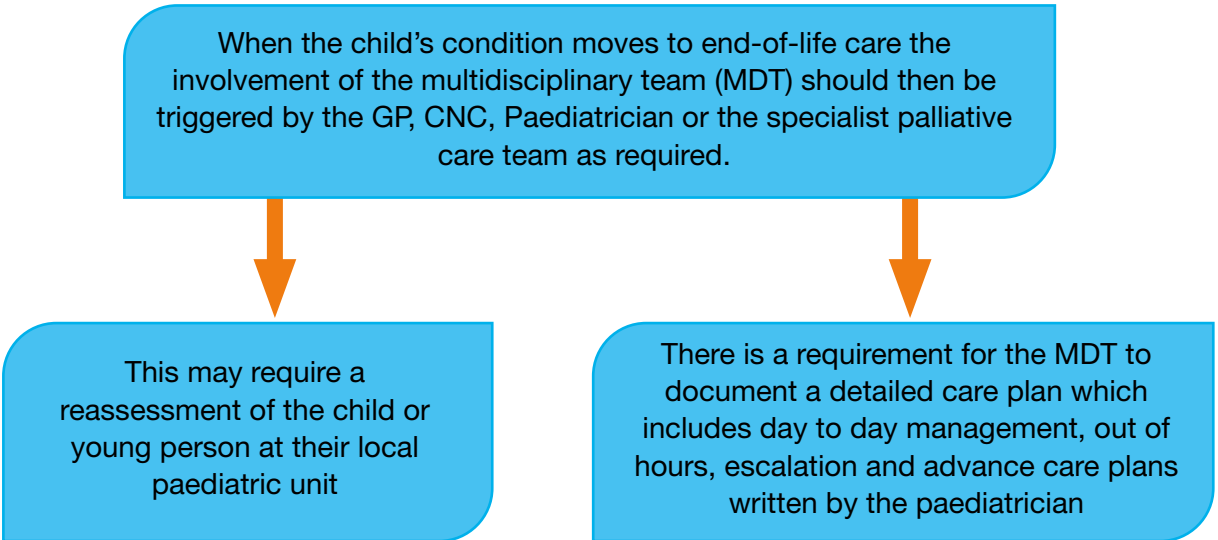 When the child’s condition moves to end-of-life care the
involvement of the multidisciplinary team (MDT) should then be
triggered by the GP, CNC, Paediatrician or the specialist palliative
care team as required.
This may require a
reassessment of the child or
young person at their local
paediatric unit
There is a requirement for the MDT to
document a detailed care plan which
includes day to day management, out of
hours, escalation and advance care plans
written by the paediatrician